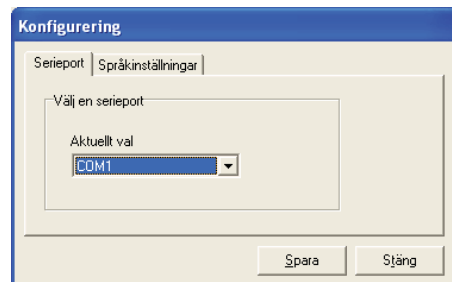 Konfigurering
Serieport Språkinställningar
Välj en serieport
Aktuellt val
COM1
Spara Stäng